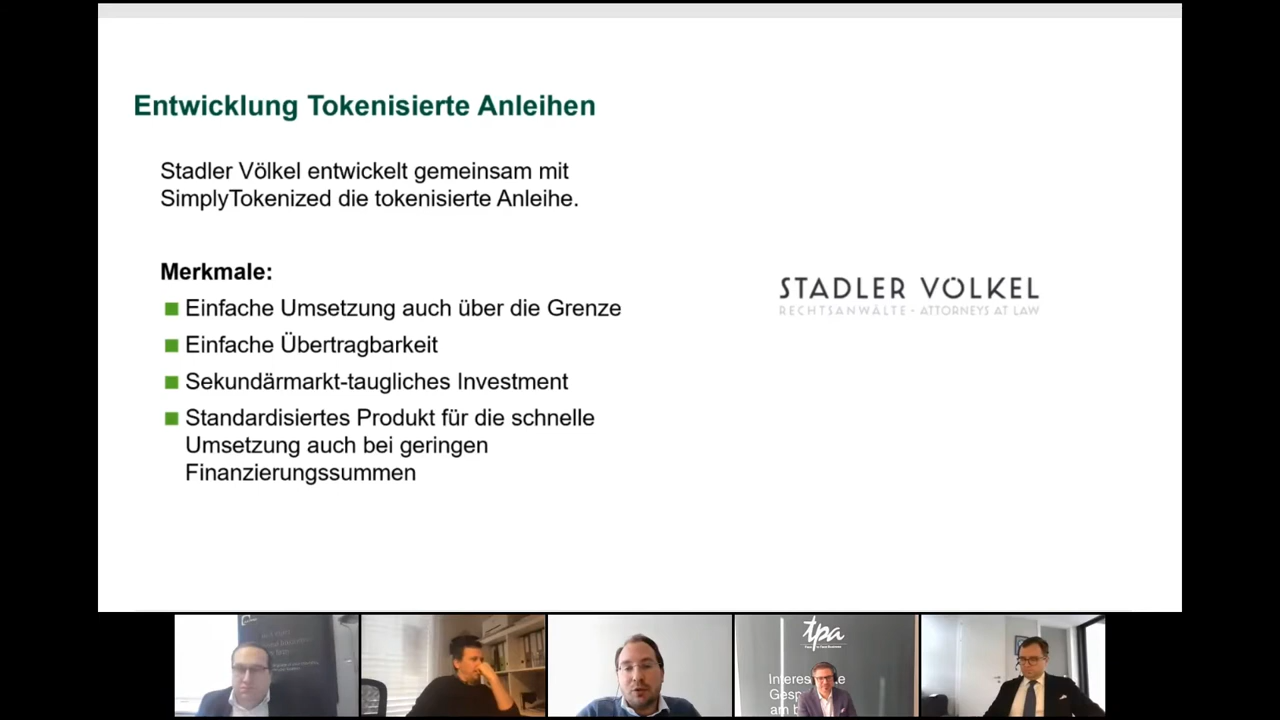 Entwicklung Tokenisierte Anleihen
Stadler Völkel entwickelt gemeinsam mit
SimplyTokenized die tokenisierte Anleihe.
Merkmale:
Einfache Umsetzung auch über die Grenze
Einfache Übertragbarkeit
Sekundärmarkt-taugliches Investment
Standardisiertes Produkt für die schnelle
Umsetzung auch bei geringen
Finanzierungssummen
STADLER VÖLKEL
RECHTSANWÄLTE · ATTORNEYS AT LAW
tpa
am